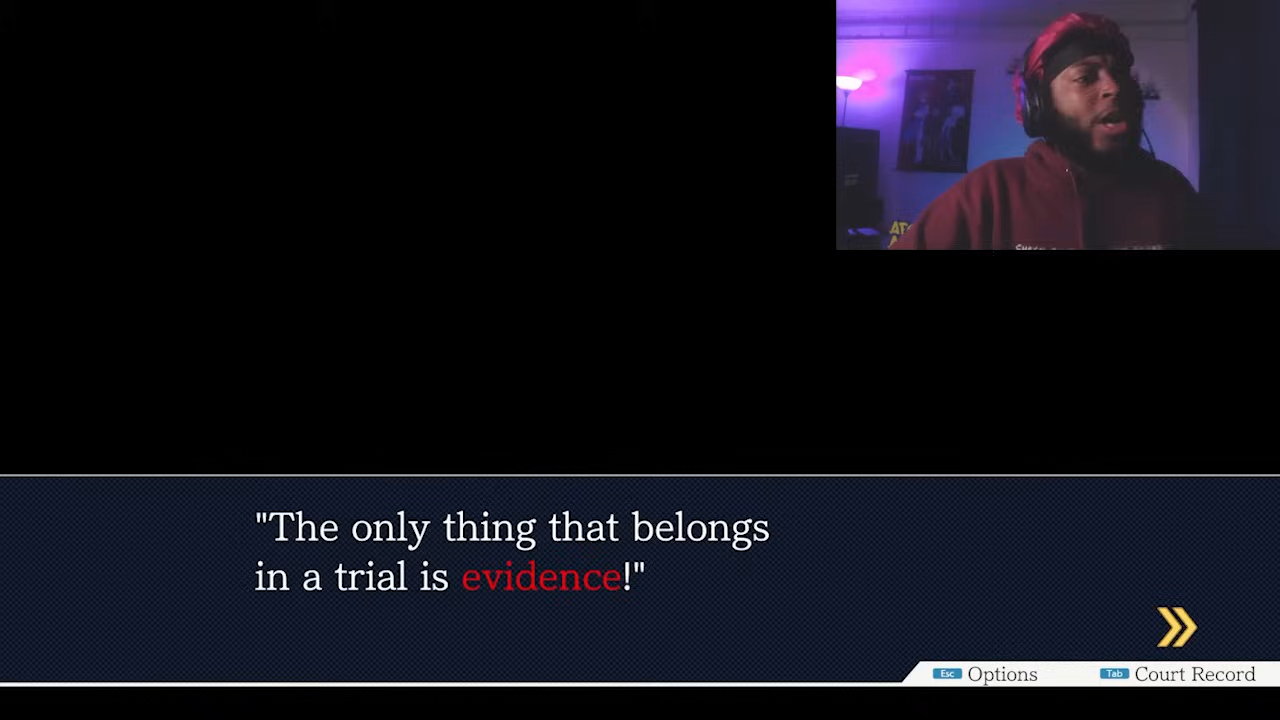 "The only thing that belongs
in a trial is evidence!"
Esc Options
Tab Court Record